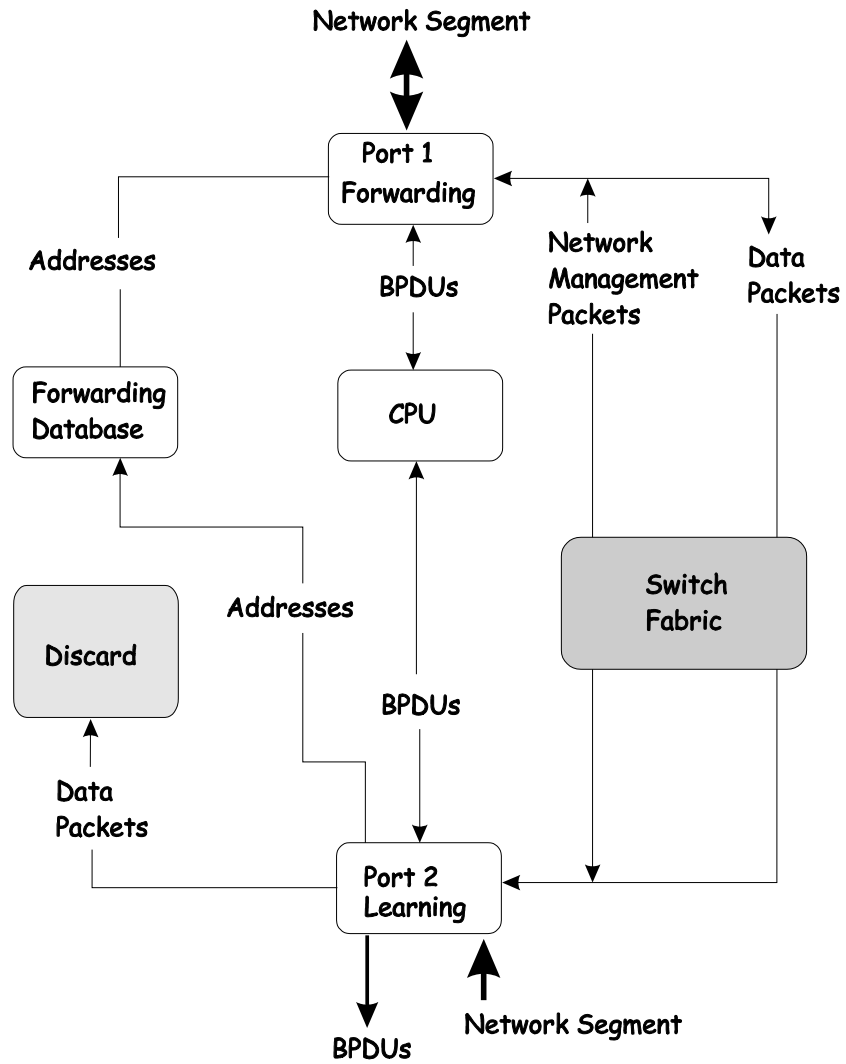 Network Segment
Port 1
Forwarding
Addresses
BPDUs
Network
Management
Packets
Data
Packets
Forwarding
Database
CPU
Switch
Fabric
Addresses
Discard
BPDUs
Data
Packets
Port 2
Learning
Network Segment
BPDUs